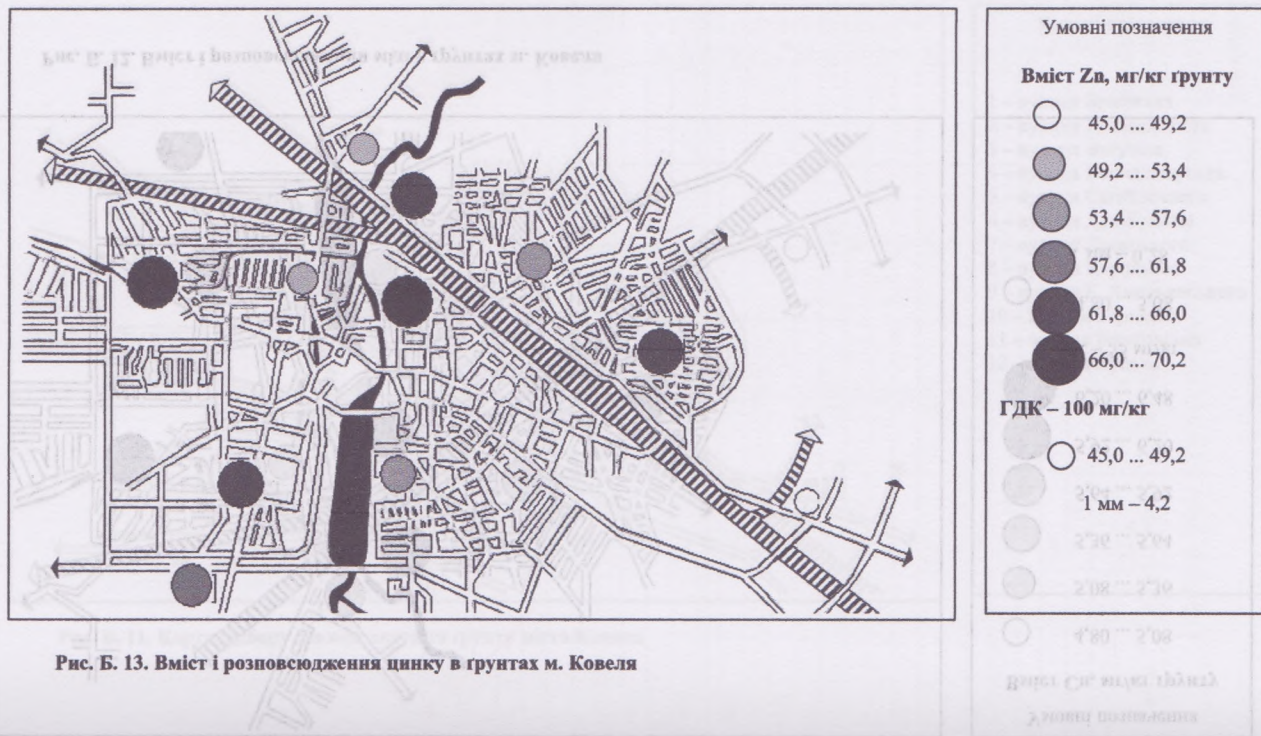 Умовні позначення
Вміст Zn, мг/кг ґрунту
45,0 ... 49,2
49,2 ... 53,4
53,4 ... 57,6
57,6 ... 61,8
61,8 ... 66,0
66,0 ... 70,2
ГДК – 100 мг/кг
45,0 ... 49,2
1 мм – 4,2
Рис. Б. 13. Вміст і розповсюдження цинку в ґрунтах м. Ковеля